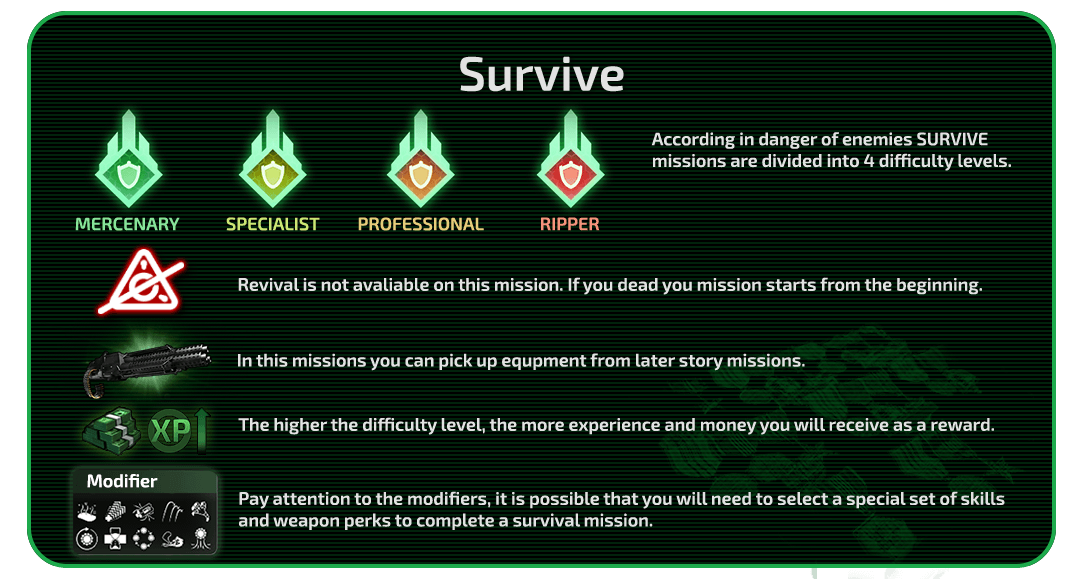 Survive
MERCENARY
SPECIALIST
PROFESSIONAL
RIPPER
According in danger of enemies SURVIVE
missions are divided into 4 difficulty levels.
Revival is not avaliable on this mission. If you dead you mission starts from the beginning.
In this missions you can pick up equpment from later story missions.
XP
The higher the difficulty level, the more experience and money you will receive as a reward.
Modifier
Pay attention to the modifiers, it is possible that you will need to select a special set of skills
and weapon perks to complete a survival mission.